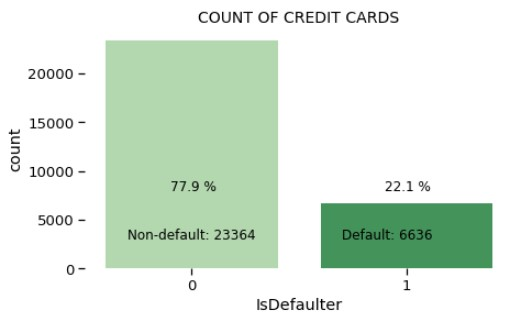 COUNT OF CREDIT CARDS
count
20000
15000
10000
5000
0
77.9 %
22.1 %
Non-default: 23364
Default: 6636
0
1
IsDefaulter